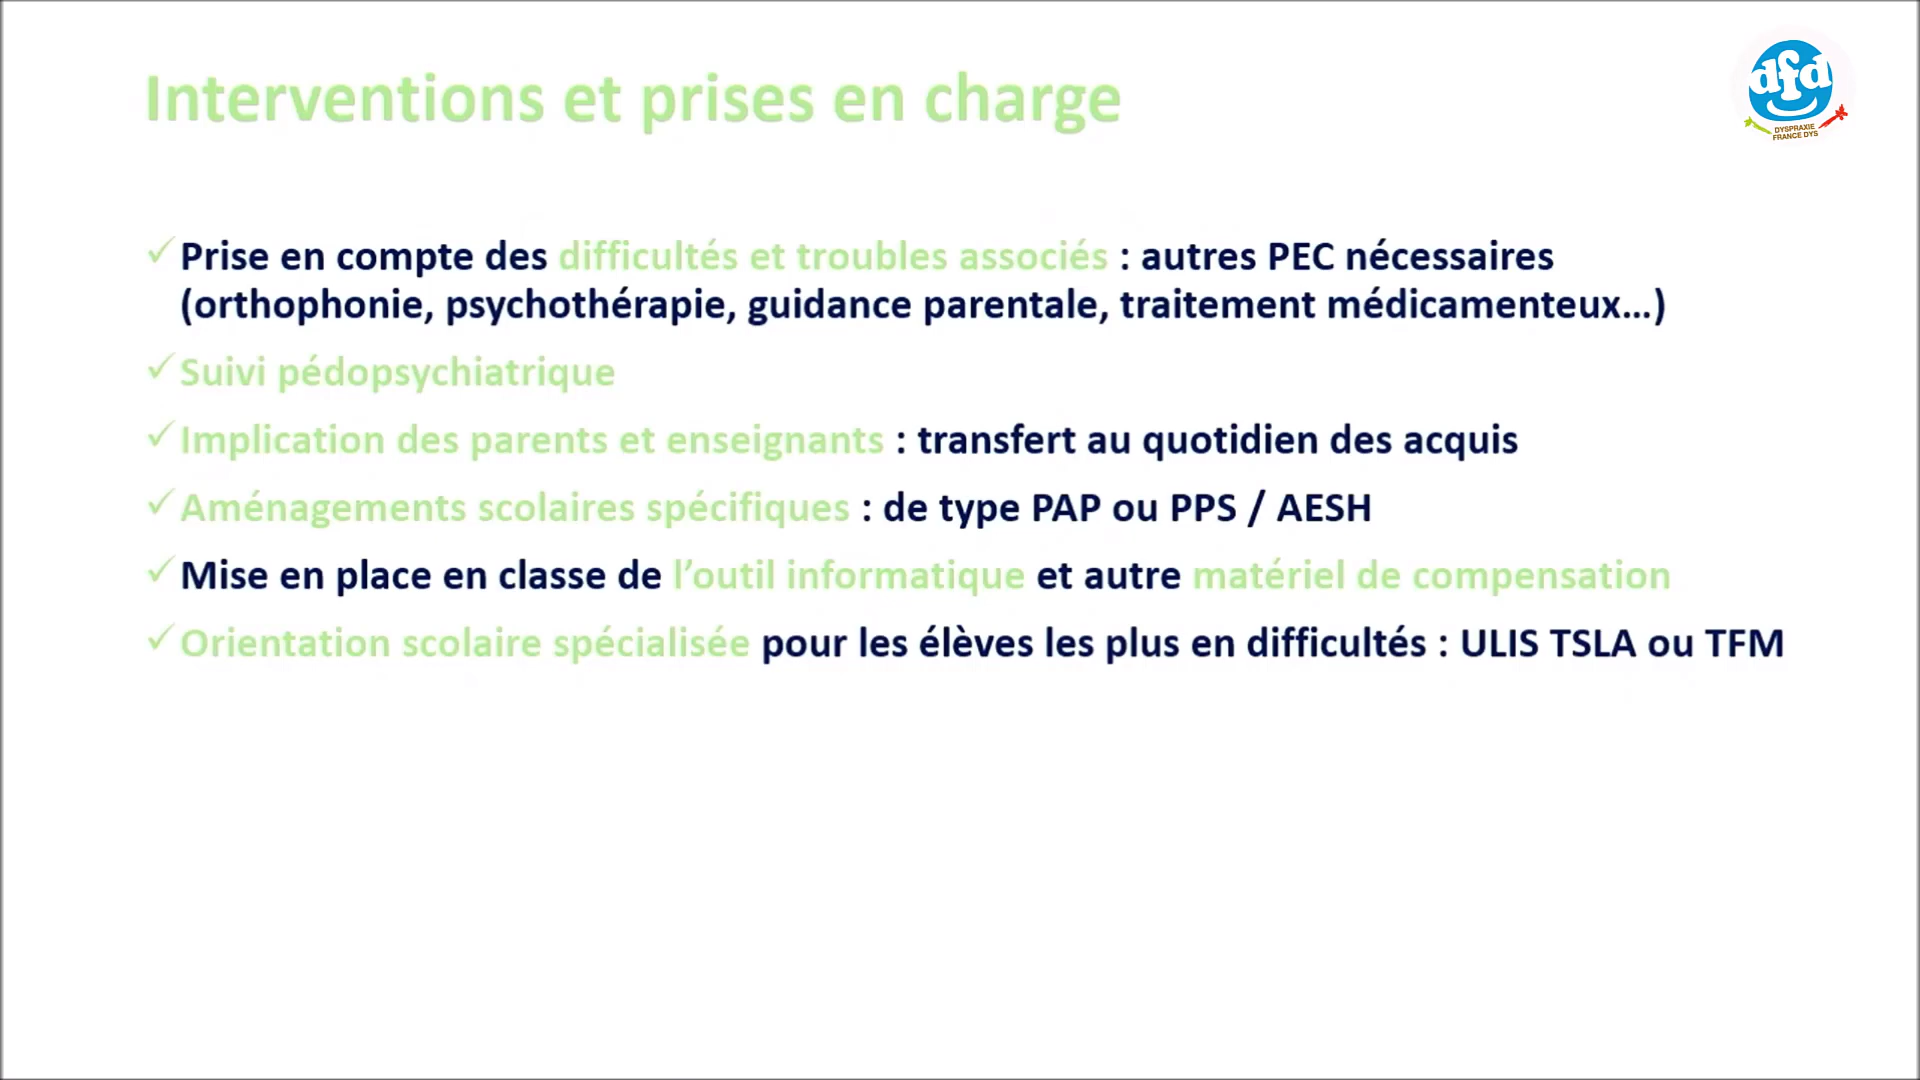 Interventions et prises en charge
dfd
DYSPRAXIE
FRANCE DYS
✓Prise en compte des difficultés et troubles associés : autres PEC nécessaires
(orthophonie, psychothérapie, guidance parentale, traitement médicamenteux…)
✓Suivi pédopsychiatrique
✓Implication des parents et enseignants : transfert au quotidien des acquis
✓Aménagements scolaires spécifiques : de type PAP ou PPS / AESH
✓Mise en place en classe de l’outil informatique et autre matériel de compensation
✓Orientation scolaire spécialisée pour les élèves les plus en difficultés : ULIS TSLA ou TFM